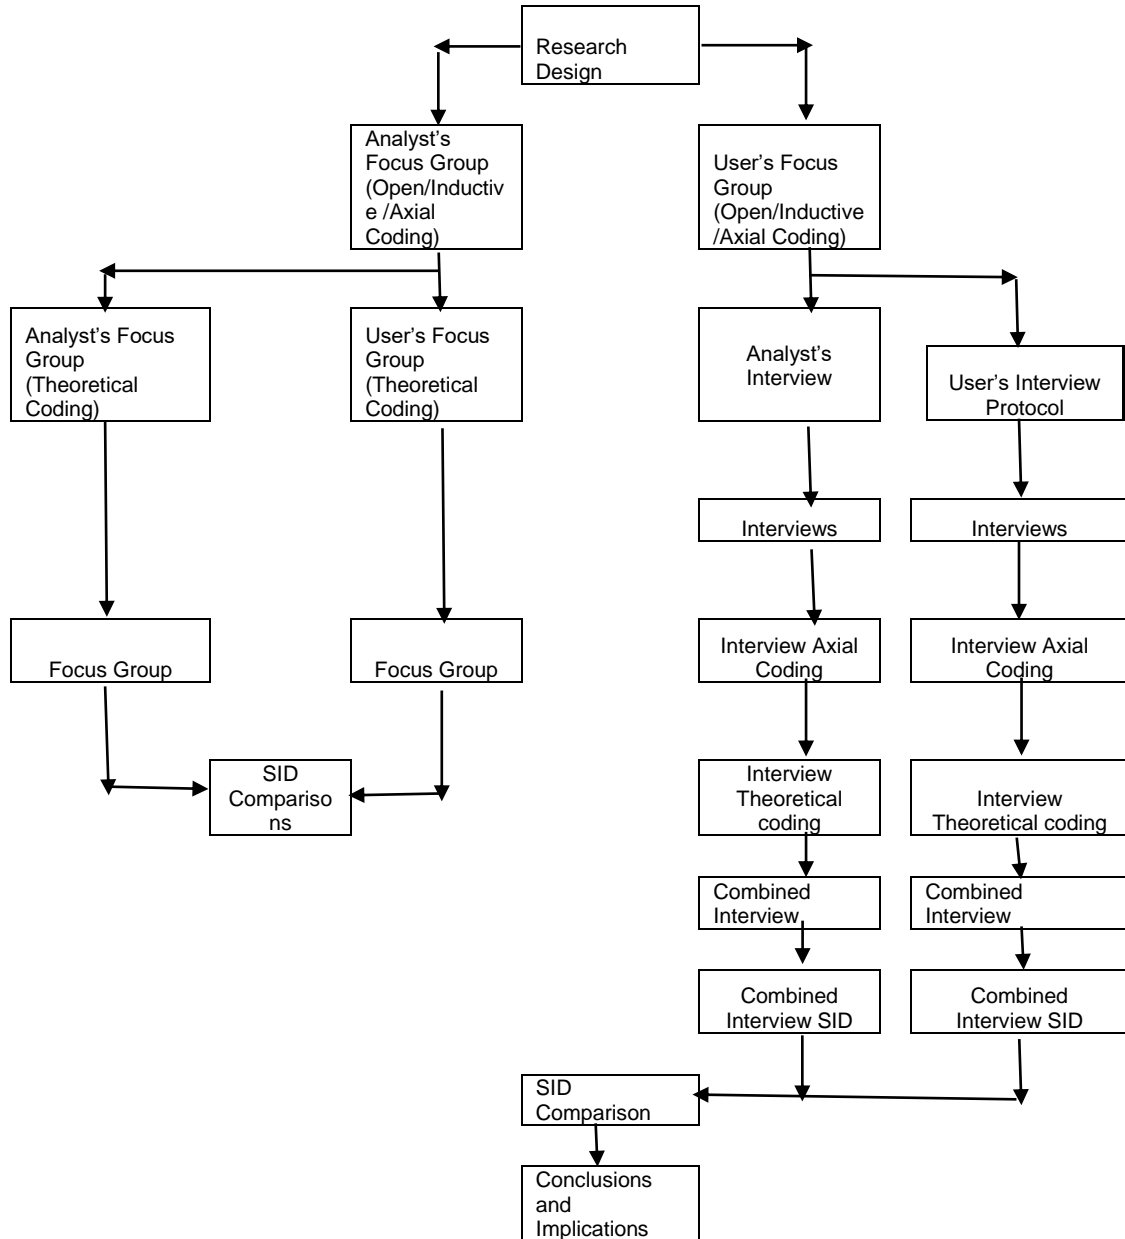 Research
Design
Analyst’s
Focus Group
(Open/Inductiv
e /Axial
Coding)
User’s Focus
Group
(Open/Inductive
/Axial Coding)
Analyst’s Focus
Group
(Theoretical
Coding)
User’s Focus
Group
(Theoretical
Coding)
Analyst’s
Interview
User’s Interview
Protocol
Interviews
Interviews
Focus Group
Focus Group
Interview Axial
Coding
Interview Axial
Coding
SID
Compariso
ns
Interview
Theoretical
coding
Interview
Theoretical coding
Combined
Interview
Combined
Interview
Combined
Interview SID
Combined
Interview SID
SID
Comparison
Conclusions
and
Implications